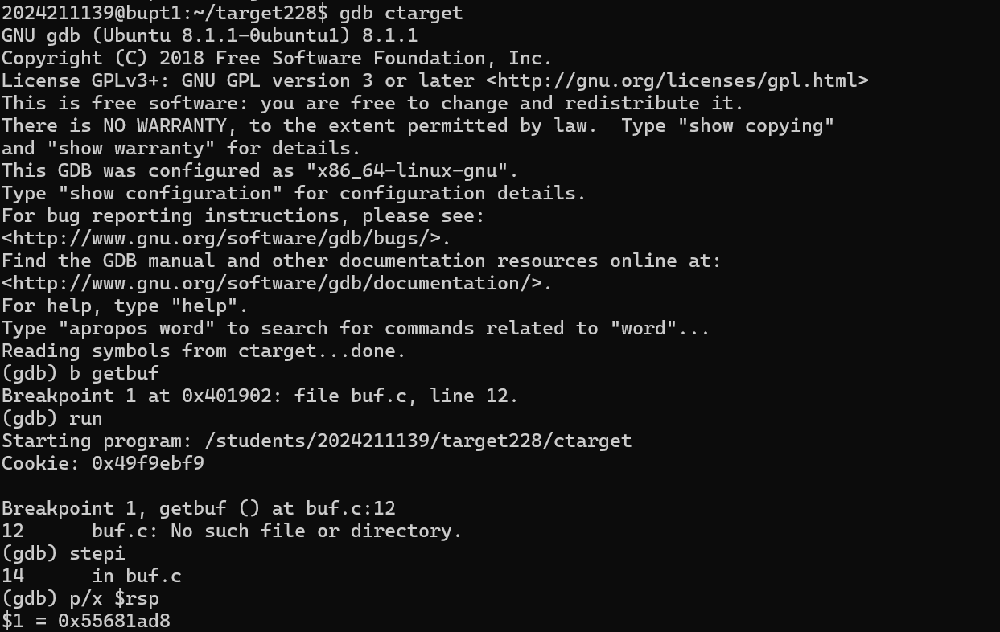 2024211139@bupt1:~/target228$ gdb ctarget
GNU gdb (Ubuntu 8.1.1-0ubuntu1) 8.1.1
Copyright (C) 2018 Free Software Foundation, Inc.
License GPLv3+: GNU GPL version 3 or later <http://gnu.org/licenses/gpl.html>
This is free software: you are free to change and redistribute it.
There is NO WARRANTY, to the extent permitted by law.  Type "show copying"
and "show warranty" for details.
This GDB was configured as "x86_64-linux-gnu".
Type "show configuration" for configuration details.
For bug reporting instructions, please see:
<http://www.gnu.org/software/gdb/bugs/>.
Find the GDB manual and other documentation resources online at:
<http://www.gnu.org/software/gdb/documentation/>.
For help, type "help".
Type "apropos word" to search for commands related to "word"...
Reading symbols from ctarget...done.
(gdb) b getbuf
Breakpoint 1 at 0x401902: file buf.c, line 12.
(gdb) run
Starting program: /students/2024211139/target228/ctarget
Cookie: 0x49f9ebf9
Breakpoint 1, getbuf () at buf.c:12
12      buf.c: No such file or directory.
(gdb) stepi
14      in buf.c
(gdb) p/x $rsp
$1 = 0x55681ad8